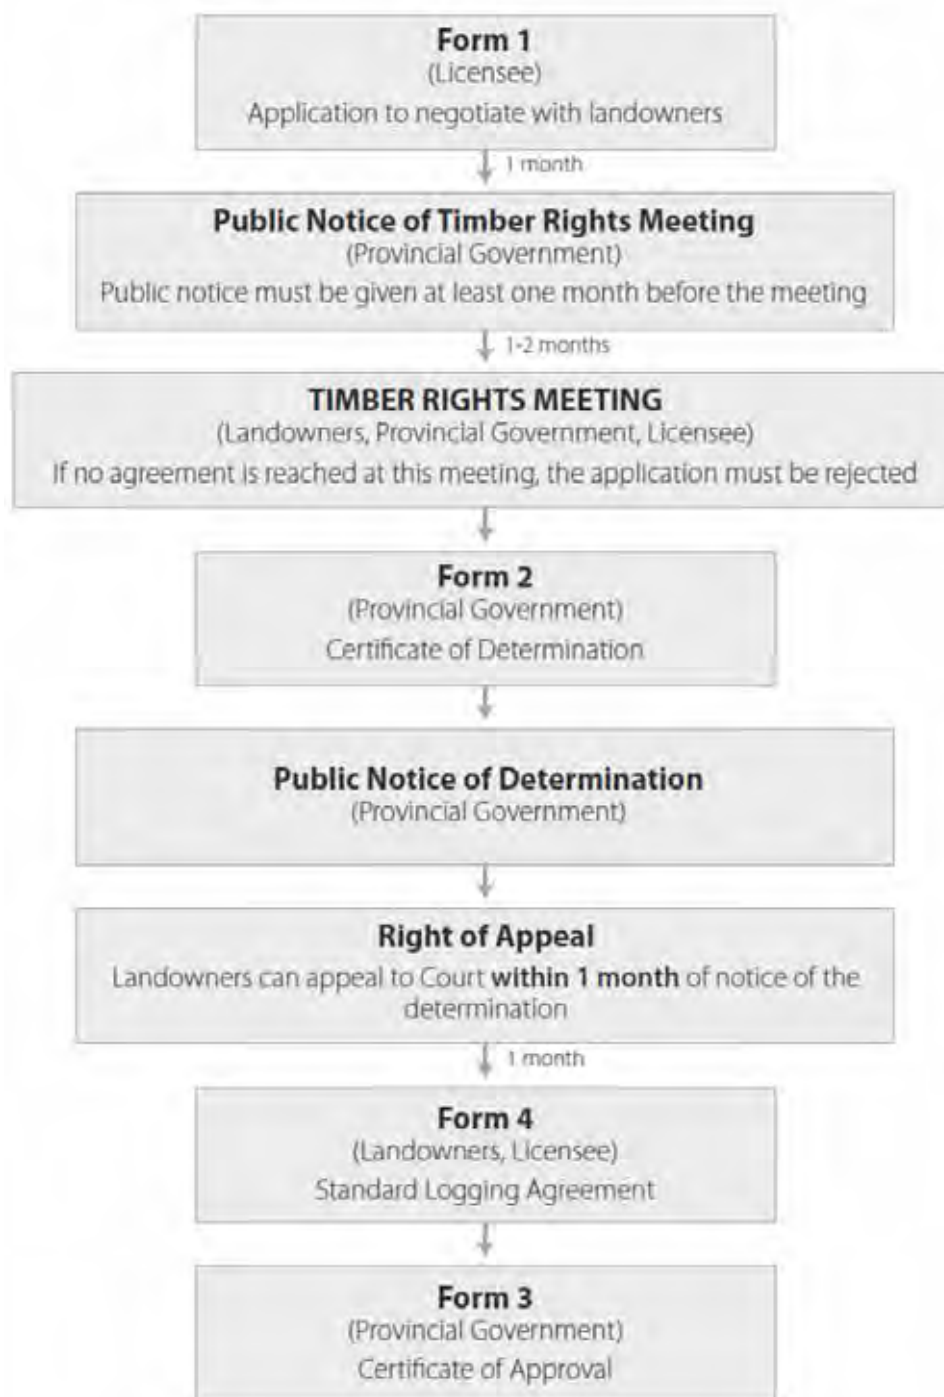 Form 1
(Licensee)
Application to negotiate with landowners
1 month
Public Notice of Timber Rights Meeting
(Provincial Government)
Public notice must be given at least one month before the meeting
1-2 months
TIMBER RIGHTS MEETING
(Landowners, Provincial Government, Licensee)
If no agreement is reached at this meeting, the application must be rejected
Form 2
(Provincial Government)
Certificate of Determination
Public Notice of Determination
(Provincial Government)
Right of Appeal
Landowners can appeal to Court within 1 month of notice of the
determination
1 month
Form 4
(Landowners, Licensee)
Standard Logging Agreement
Form 3
(Provincial Government)
Certificate of Approval